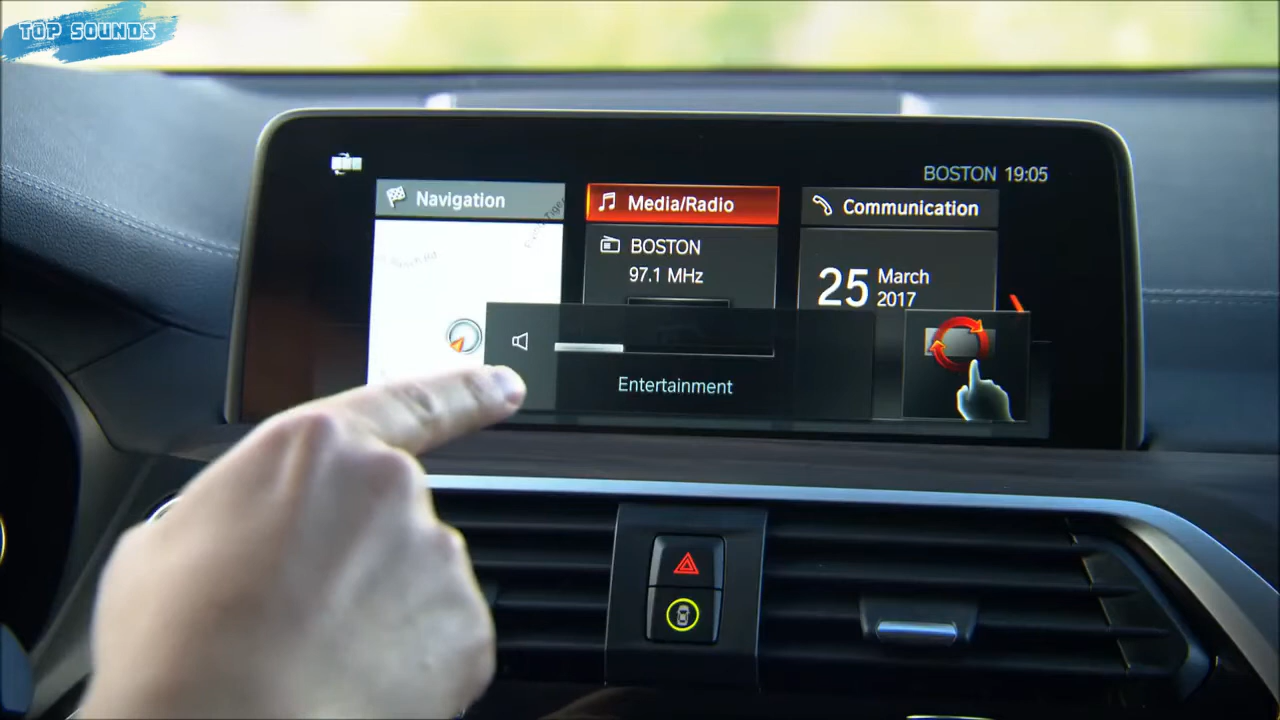 TOP SOUNDS
BOSTON 19:05
Navigation
Media/Radio
Communication
BOSTON
97.1 MHz
25 March
2017
Entertainment